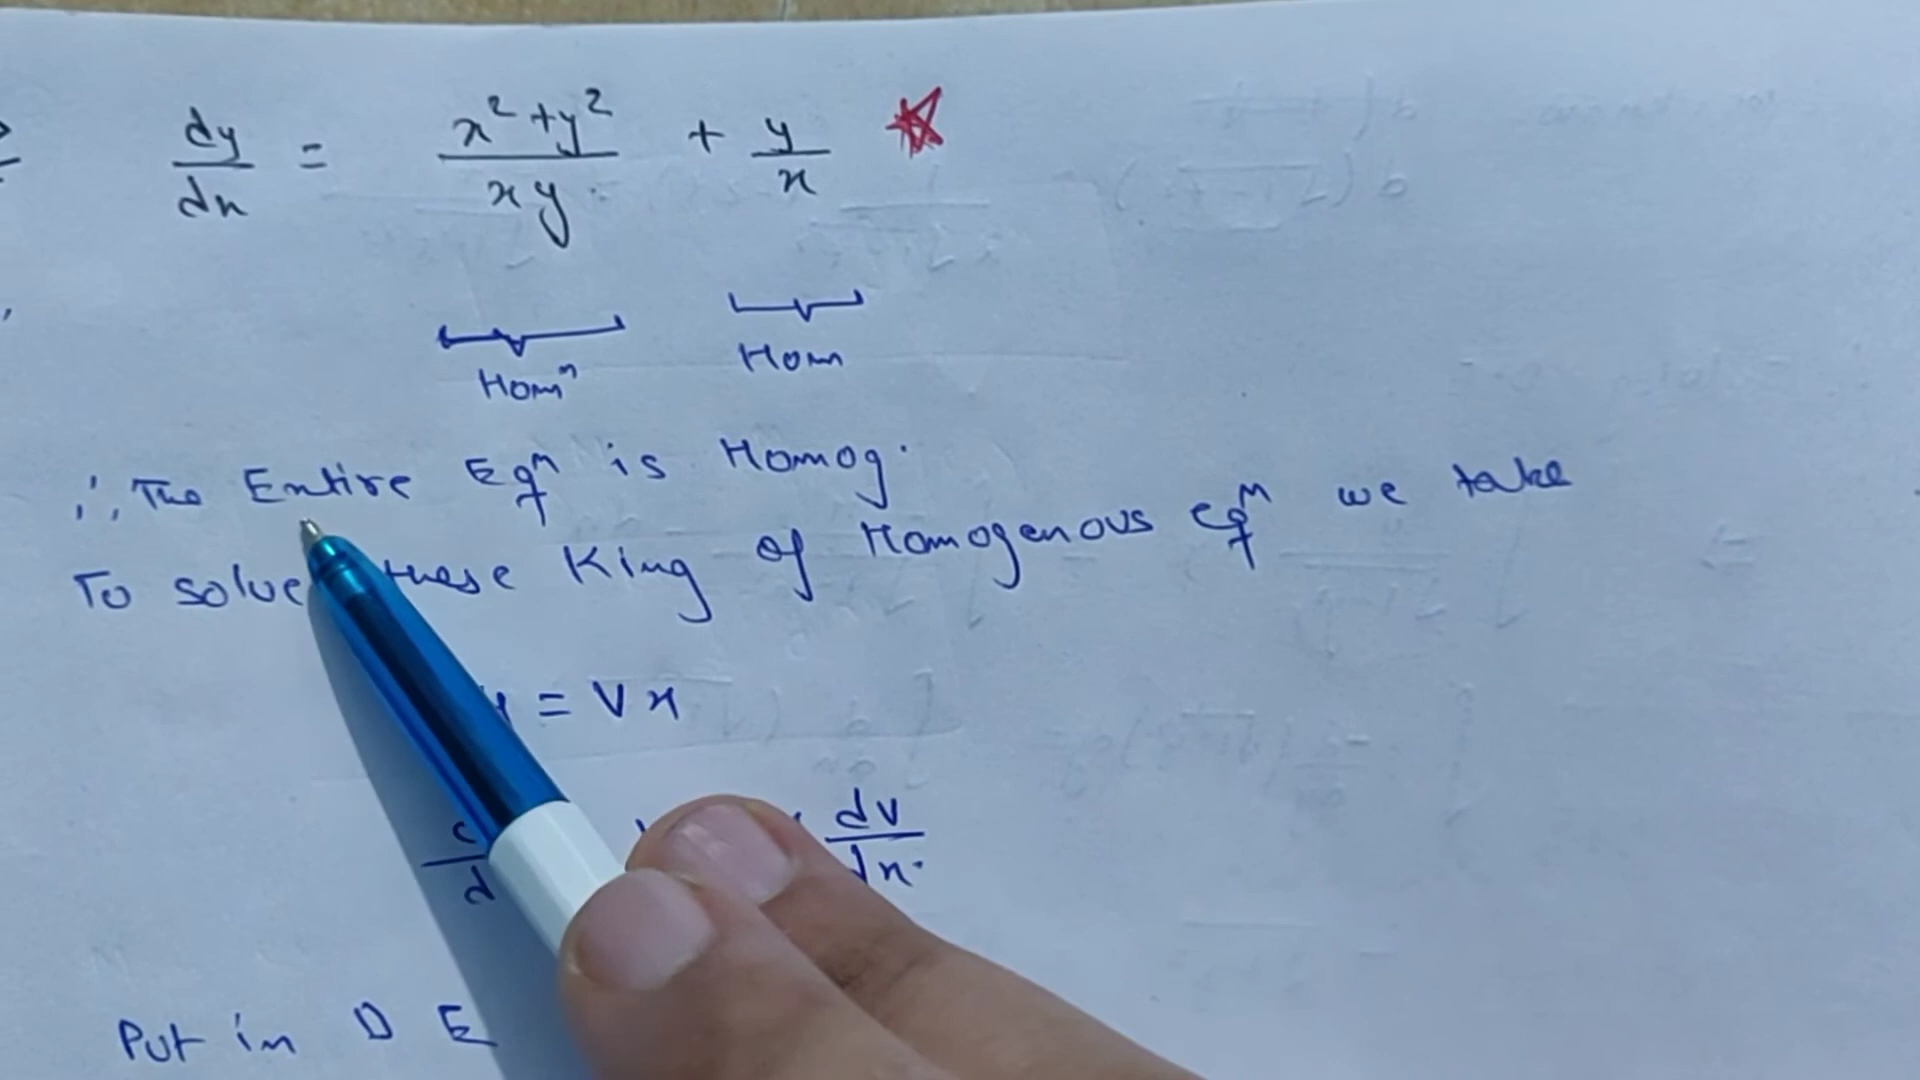 dy/dx = x²+y²/xy + y/x
Homⁿ Hom
∴ The Entire Eqⁿ is Homog.
To solve these King of Homogenous eqⁿ we take
= vx
dv/dx.
Put in D E